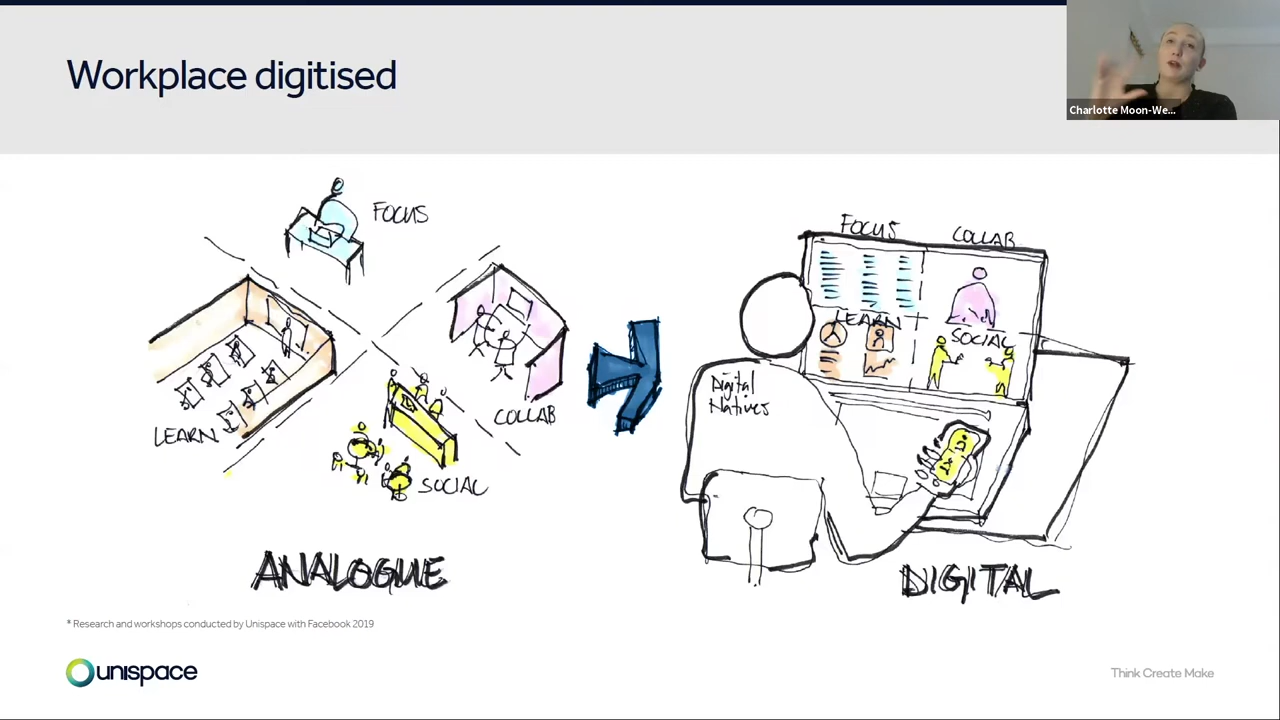 Workplace digitised
Charlotte Moon-We...
FOCUS
LEARN
COLLAB
SOCIAL
ANALOGUE
FOCUS
COLLAB
LEARN
SOCIAL
Digital
Natives
DIGITAL
* Research and workshops conducted by Unispace with Facebook 2019
unispace
Think Create Make